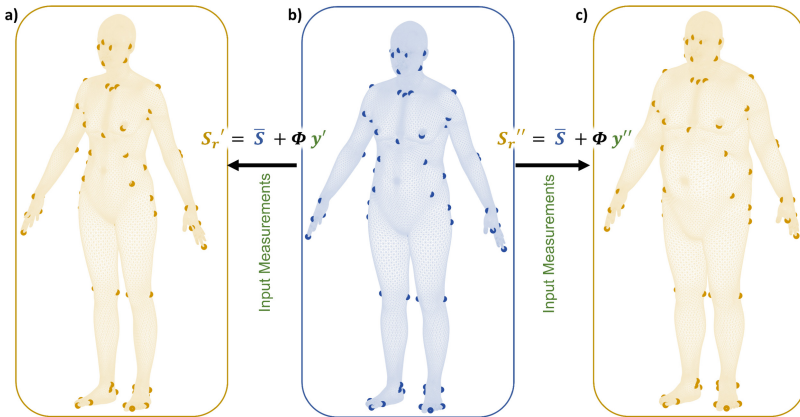 a)
b)
c)
Sᵣ′ = S̅ + Φ y′
Sᵣ′′ = S̅ + Φ y′′
Input Measurements
Input Measurements